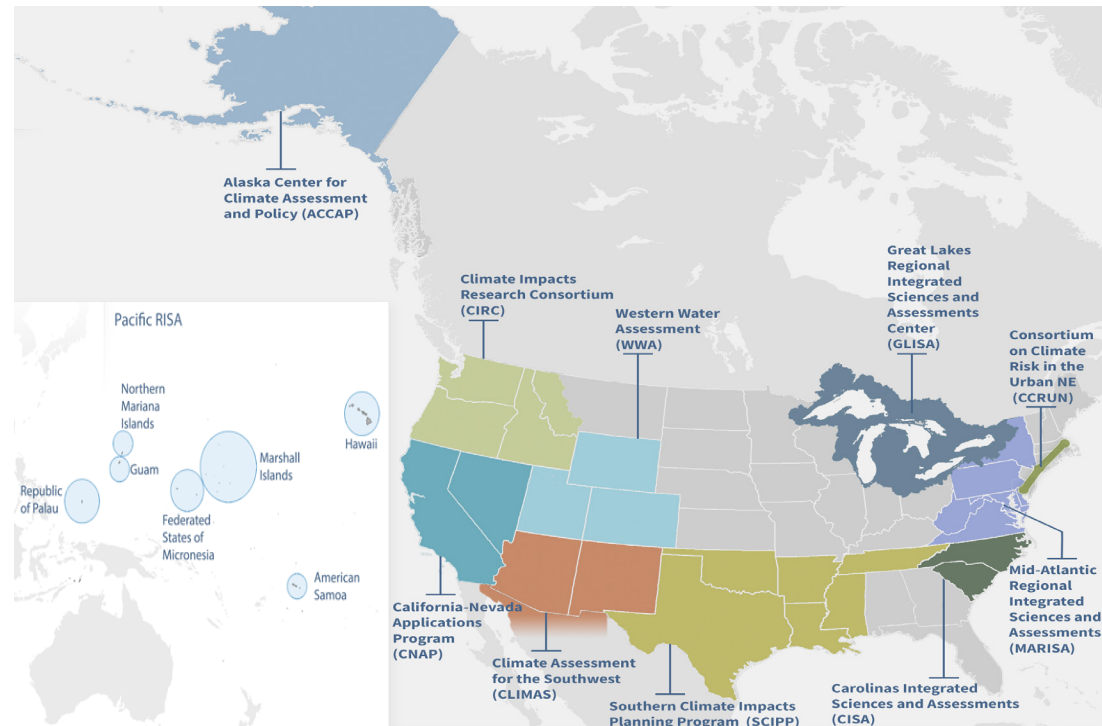 Alaska Center for
Climate Assessment
and Policy (ACCAP)
Climate Impacts
Research Consortium
(CIRC)
Western Water
Assessment
(WWA)
Great Lakes
Regional
Integrated
Sciences and
Assessments
Center
(GLISA)
Consortium
on Climate
Risk in the
Urban NE
(CCRUN)
Pacific RISA
Northern
Mariana
Islands
Guam
Republic
of Palau
Federated
States of
Micronesia
Marshall
Islands
Hawaii
American
Samoa
California-Nevada
Applications
Program
(CNAP)
Climate Assessment
for the Southwest
(CLIMAS)
Southern Climate Impacts
Planning Program (SCIPP)
Carolinas Integrated
Sciences and Assessments
(CISA)
Mid-Atlantic
Regional
Integrated
Sciences and
Assessments
(MARISA)